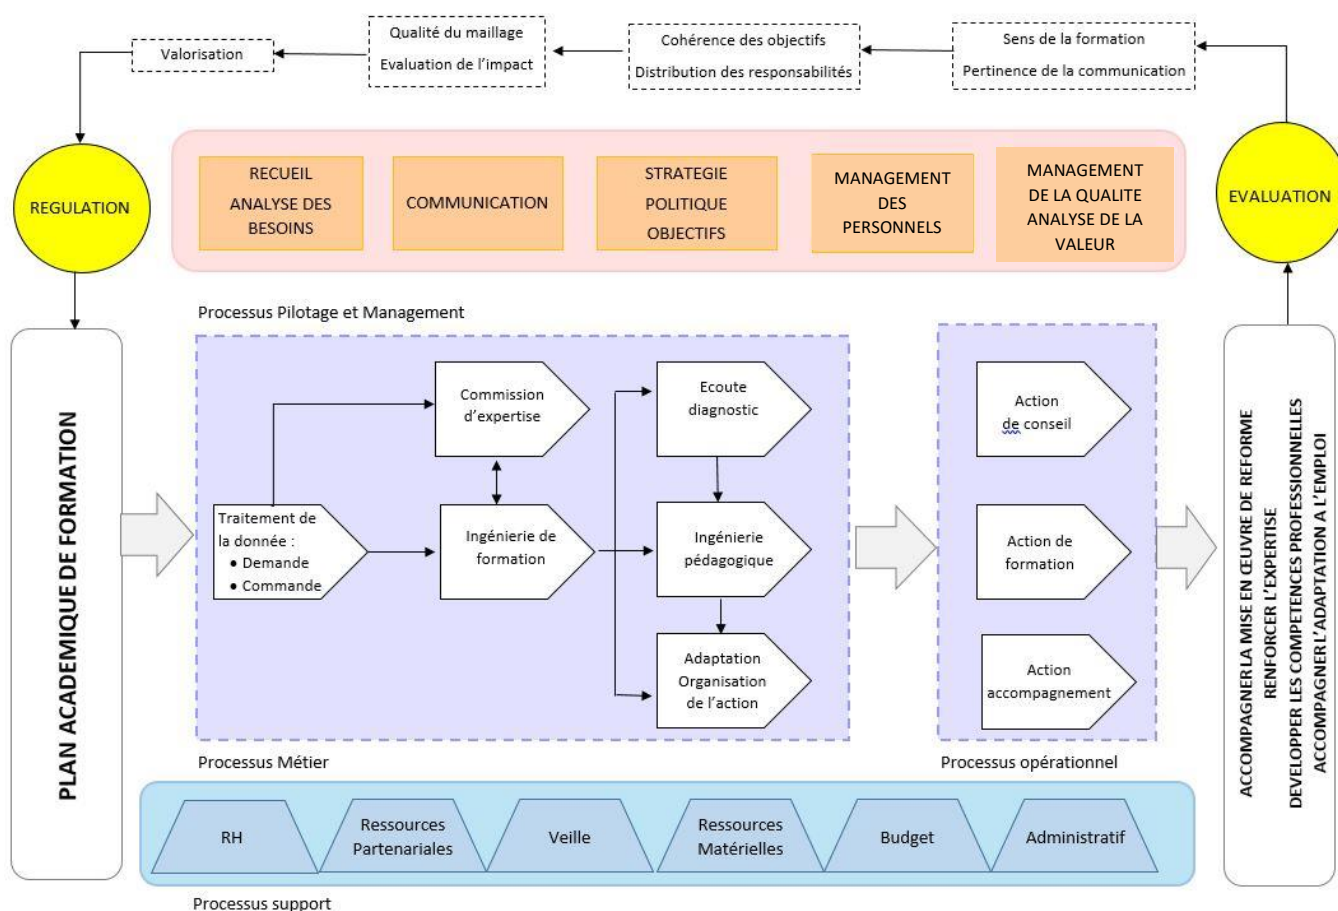 Valorisation
Qualité du maillage
Evaluation de l'impact
Cohérence des objectifs
Distribution des responsabilités
Sens de la formation
Pertinence de la communication
REGULATION
RECUEIL
ANALYSE DES
BESOINS
COMMUNICATION
STRATEGIE
POLITIQUE
OBJECTIFS
MANAGEMENT
DES
PERSONNELS
MANAGEMENT
DE LA QUALITE
ANALYSE DE LA
VALEUR
EVALUATION
Processus Pilotage et Management
PLAN ACADEMIQUE DE FORMATION
Traitement de
la donnée :
• Demande
• Commande
Commission
d'expertise
Ingénierie de
formation
Ecoute
diagnostic
Ingénierie
pédagogique
Adaptation
Organisation
de l'action
Action
de conseil
Action de
formation
Action
accompagnement
ACCOMPAGNER LA MISE EN ŒUVRE DE REFORME
RENFORCER L'EXPERTISE
DEVELOPPER LES COMPETENCES PROFESSIONNELLES
ACCOMPAGNER L'ADAPTATION A L'EMPLOI
Processus Métier
Processus opérationnel
RH
Ressources
Partenariales
Veille
Ressources
Matérielles
Budget
Administratif
Processus support